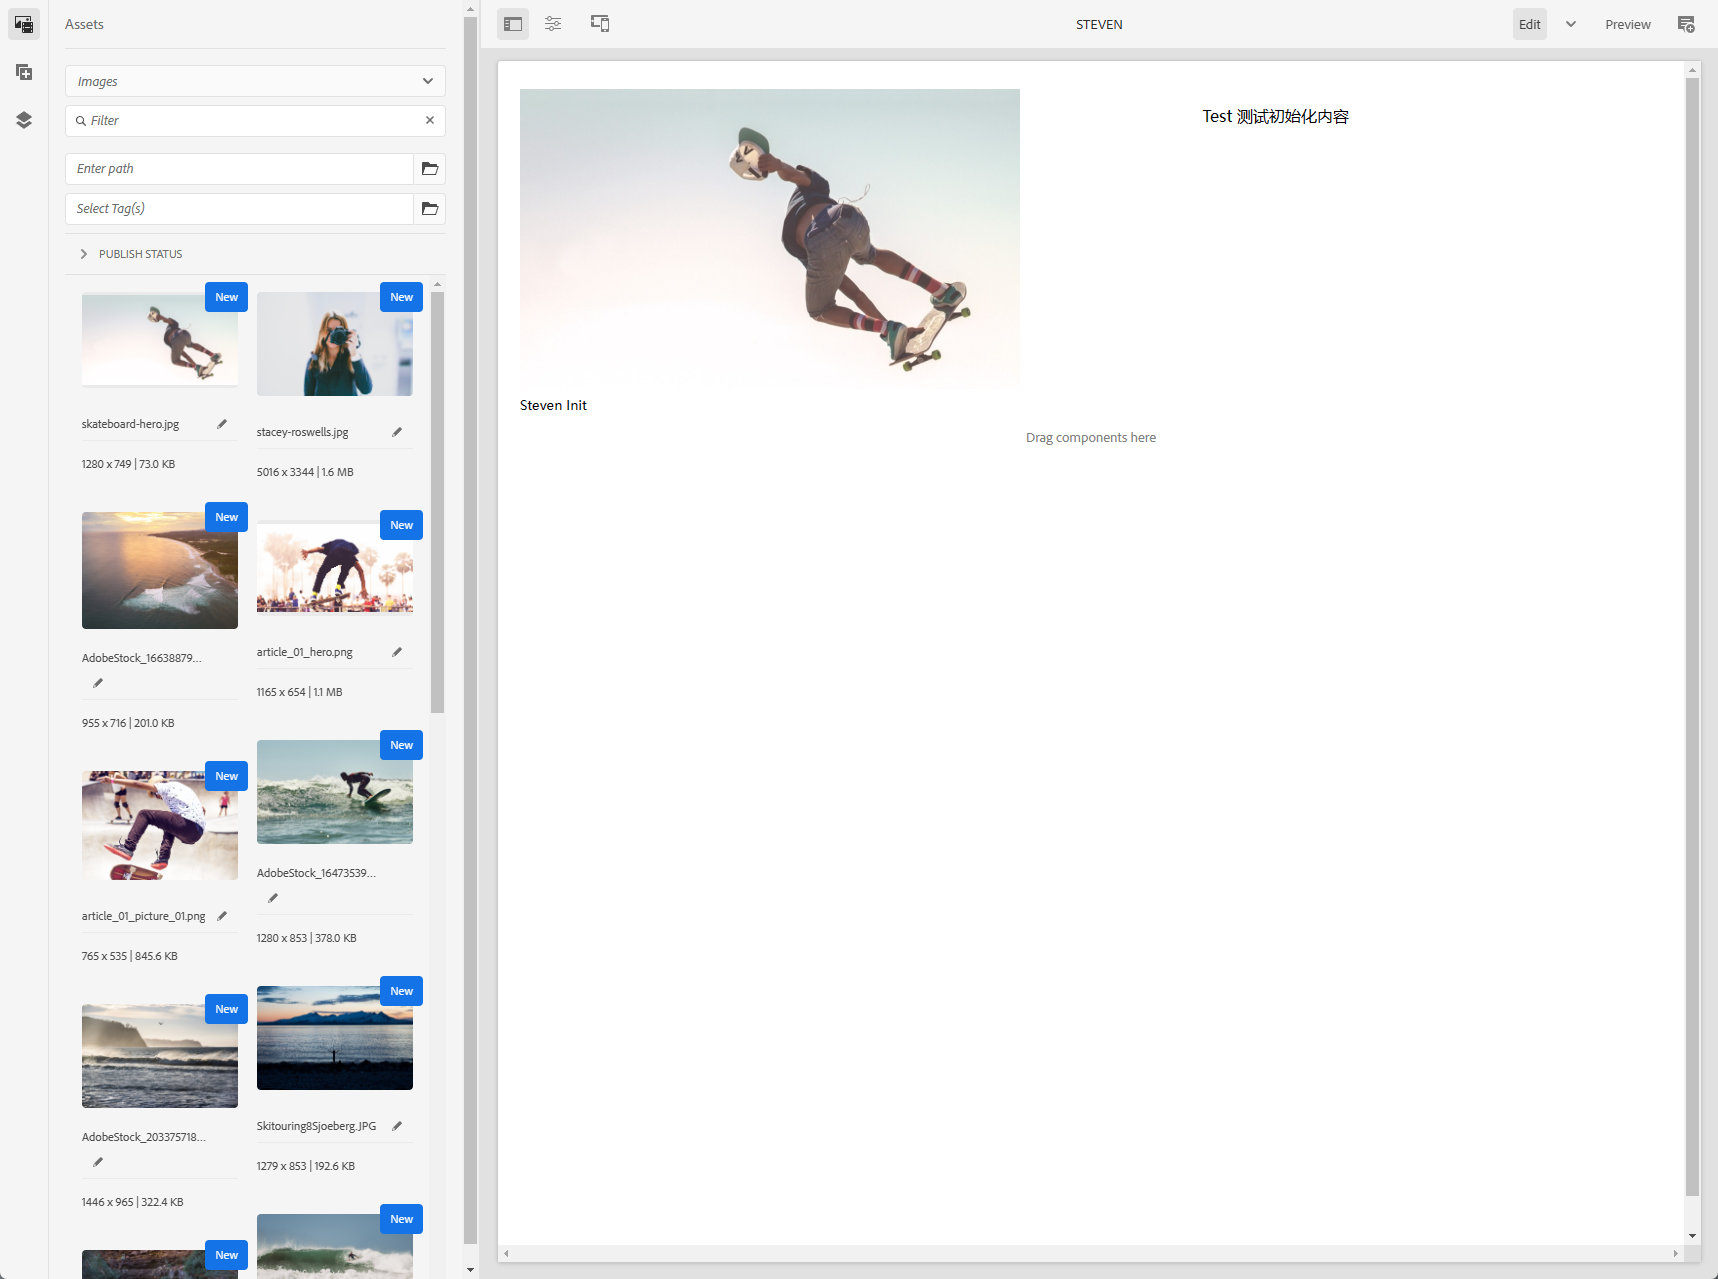 Assets
Images
Filter
Enter path
Select Tag(s)
PUBLISH STATUS
New
skateboard-hero.jpg
1280 x 749 | 73.0 KB
New
stacey-roswells.jpg
5016 x 3344 | 1.6 MB
New
AdobeStock_16638879...
955 x 716 | 201.0 KB
New
article_01_hero.png
1165 x 654 | 1.1 MB
New
article_01_picture_01.png
765 x 535 | 845.6 KB
New
AdobeStock_16473539...
1280 x 853 | 378.0 KB
New
AdobeStock_203375718...
1446 x 965 | 322.4 KB
New
Skitouring8Sjoeberg.JPG
1279 x 853 | 192.6 KB
New
New
STEVEN
Edit
Preview
Test 测试初始化内容
Steven Init
Drag components here